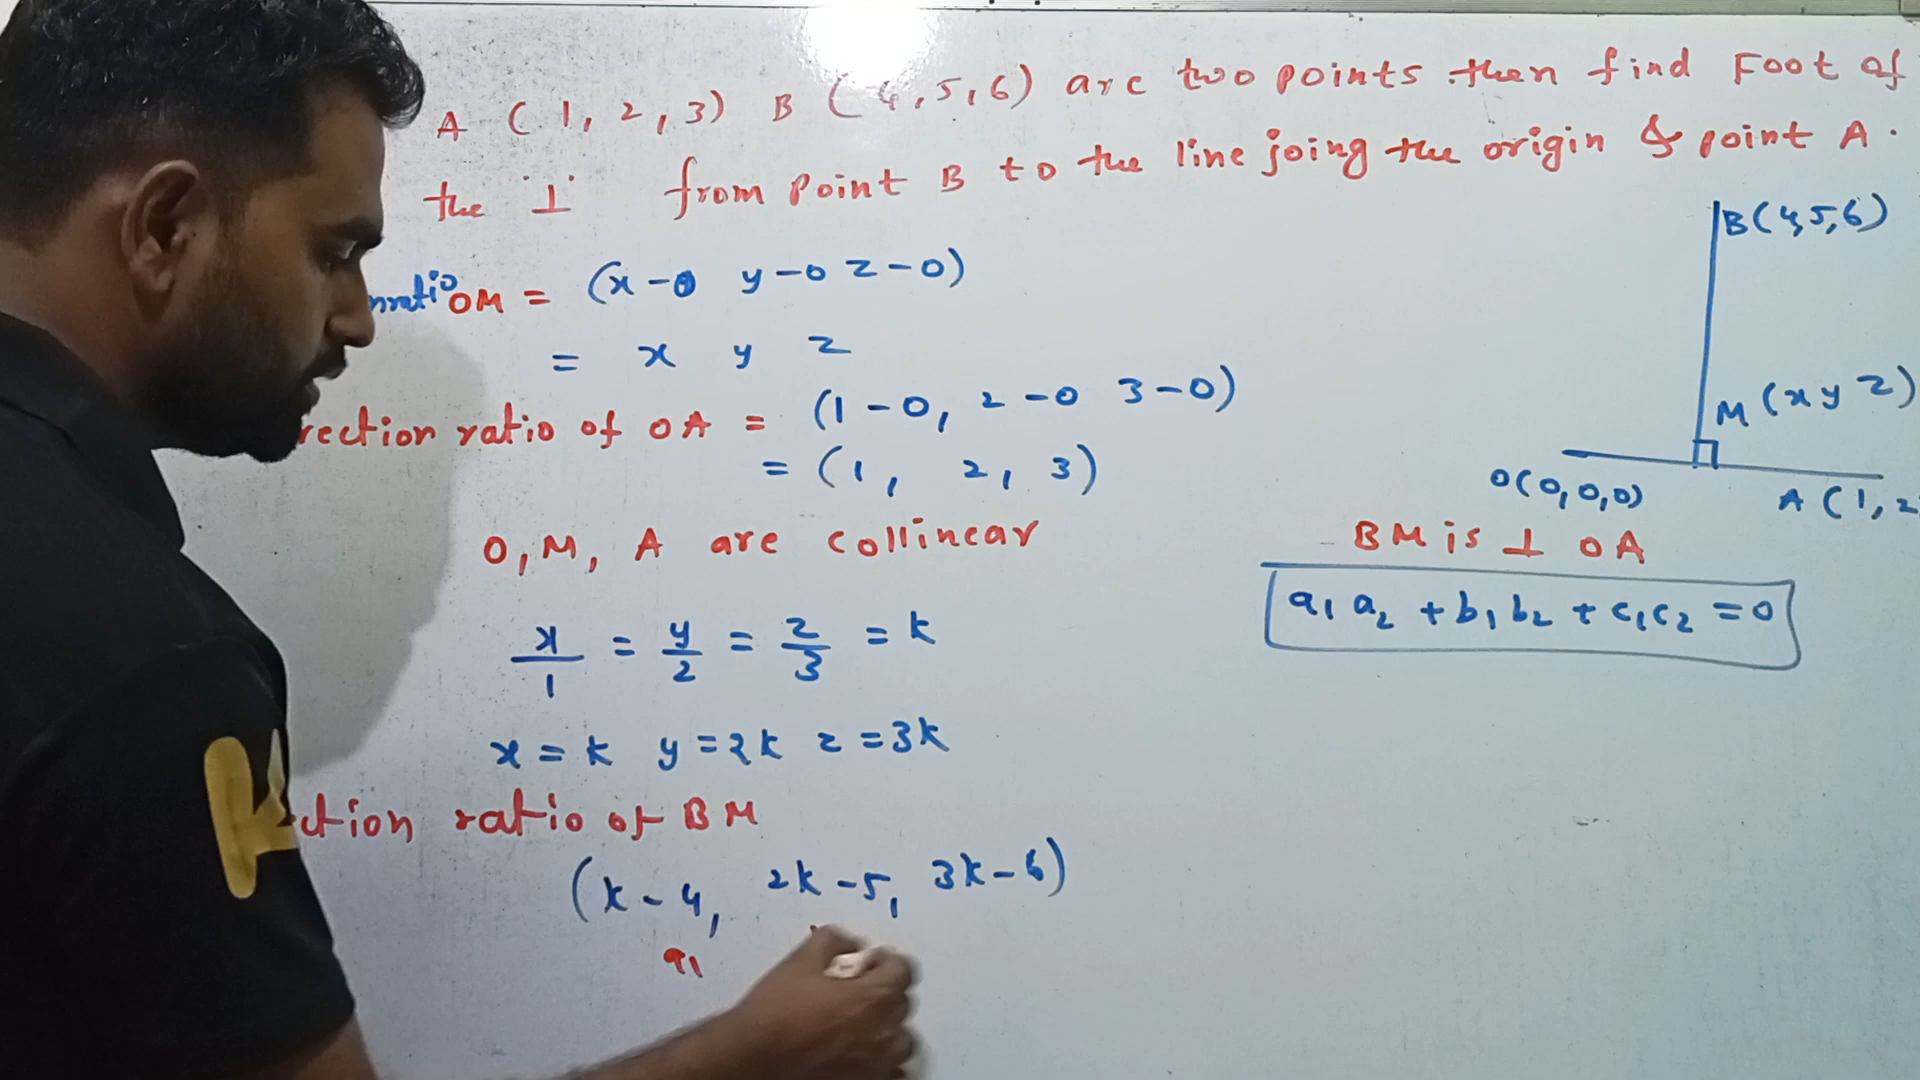 A (1, 2, 3) B (4, 5, 6) are two points then find Foot of
the ⊥ from point B to the line joing the origin & point A.
OM = (x-0 y-0 z-0)
= x y z
rection ratio of OA = (1-0, 2-0 3-0)
= (1, 2, 3)
O, M, A are collinear
x/1 = y/2 = z/3 = k
x = k y = 2k z = 3k
ction ratio of BM
(k-4, 2k-5, 3k-6)
a1
B(4,5,6)
M (x y z)
O(0,0,0)
A (1, 2
BM is ⊥ OA
a1 a2 + b1 b2 + c1 c2 = 0